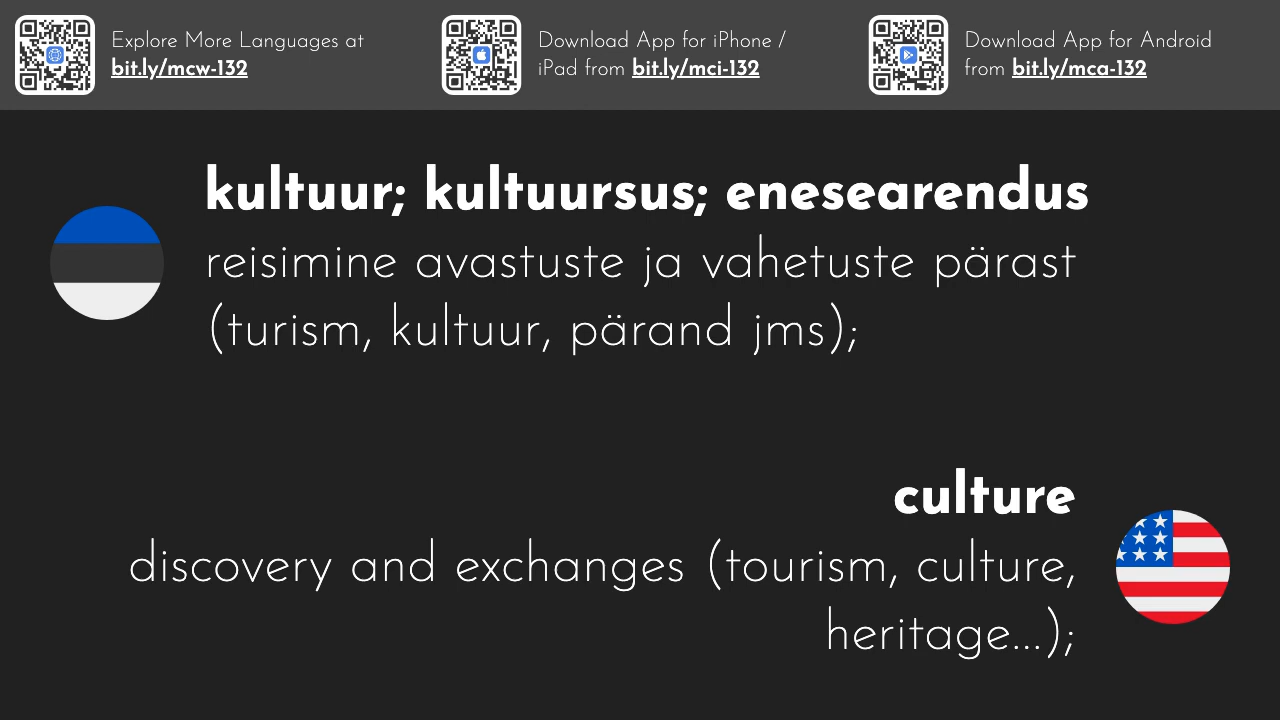 Explore More Languages at
bit.ly/mcw-132
Download App for iPhone /
iPad from bit.ly/mci-132
Download App for Android
from bit.ly/mca-132
kultuur; kultuursus; enesearendus
reisimine avastuste ja vahetuste pärast
(turism, kultuur, pärand jms);
culture
discovery and exchanges (tourism, culture,
heritage...);